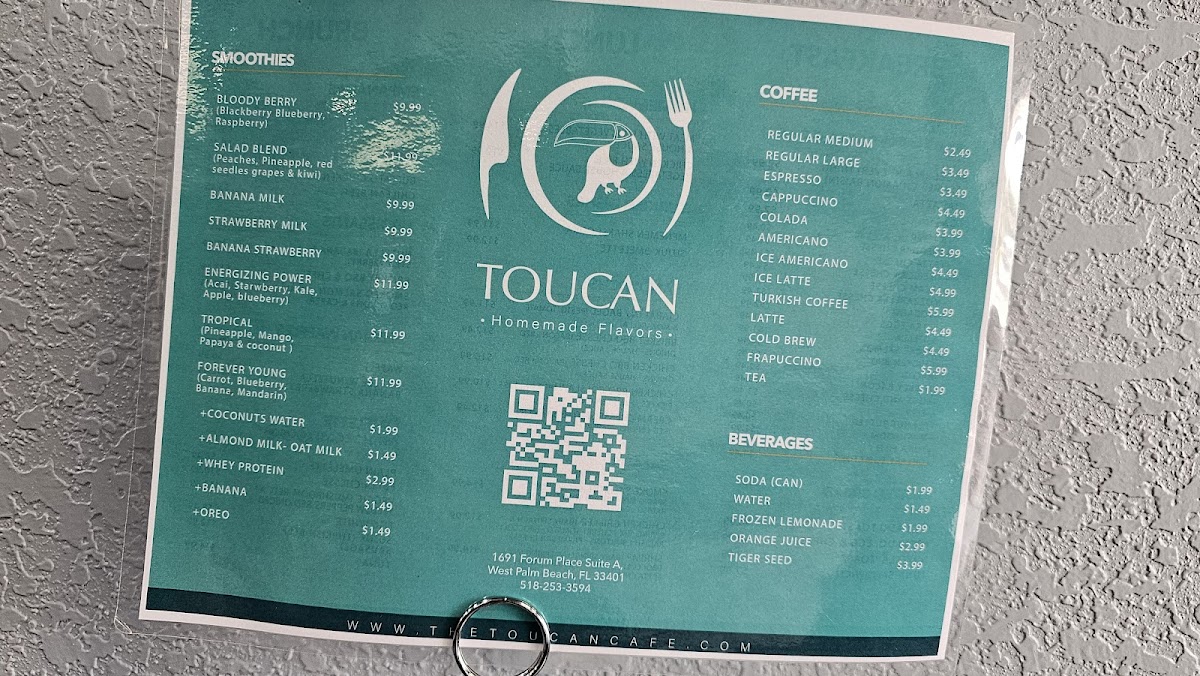 SMOOTHIES
BLOODY BERRY $9.99
(Blackberry Blueberry,
Raspberry)
SALAD BLEND 11.99
(Peaches, Pineapple, red
seedles grapes & kiwi)
BANANA MILK $9.99
STRAWBERRY MILK $9.99
BANANA STRAWBERRY $9.99
ENERGIZING POWER $11.99
(Acai, Starwberry, Kale,
Apple, blueberry)
TROPICAL $11.99
(Pineapple, Mango,
Papaya & coconut )
FOREVER YOUNG $11.99
(Carrot, Blueberry,
Banana, Mandarin)
+COCONUTS WATER $1.99
+ALMOND MILK- OAT MILK $1.49
+WHEY PROTEIN $2.99
+BANANA $1.49
+OREO $1.49
TOUCAN
• Homemade Flavors •
1691 Forum Place Suite A,
West Palm Beach, FL 33401
518-253-3594
COFFEE
REGULAR MEDIUM $2.49
REGULAR LARGE $3.49
ESPRESSO $3.49
CAPPUCCINO $4.49
COLADA $3.99
AMERICANO $3.99
ICE AMERICANO $4.49
ICE LATTE $4.99
TURKISH COFFEE $5.99
LATTE $4.49
COLD BREW $4.49
FRAPUCCINO $5.99
TEA $1.99
BEVERAGES
SODA (CAN) $1.99
WATER $1.49
FROZEN LEMONADE $1.99
ORANGE JUICE $2.99
TIGER SEED $3.99
WWW.THETOUCANCAFE.COM